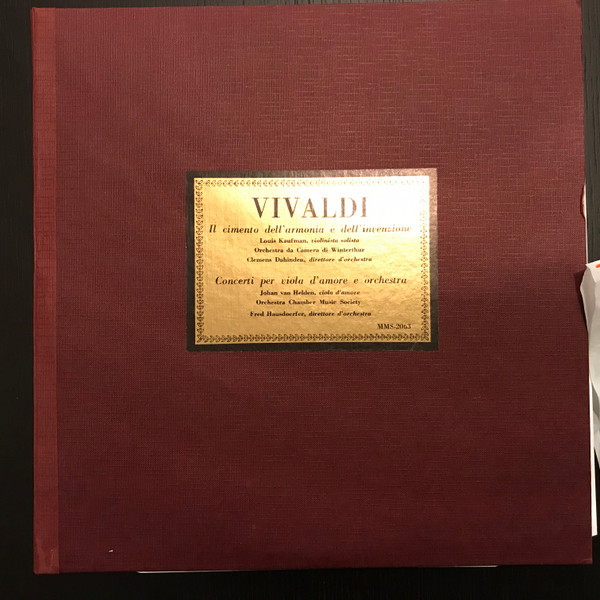 VIVALDI
Il cimento dell'armonia e dell'invenzione
Louis Kaufman, violinista solista
Orchestra da Camera di Winterthur
Clemens Dahinden, direttore d'orchestra
Concerti per viola d'amore e orchestra
Johan van Helden, viola d'amore
Orchestra Chamber Music Society
Fred Hausdoerfer, direttore d'orchestra
MMS-2063